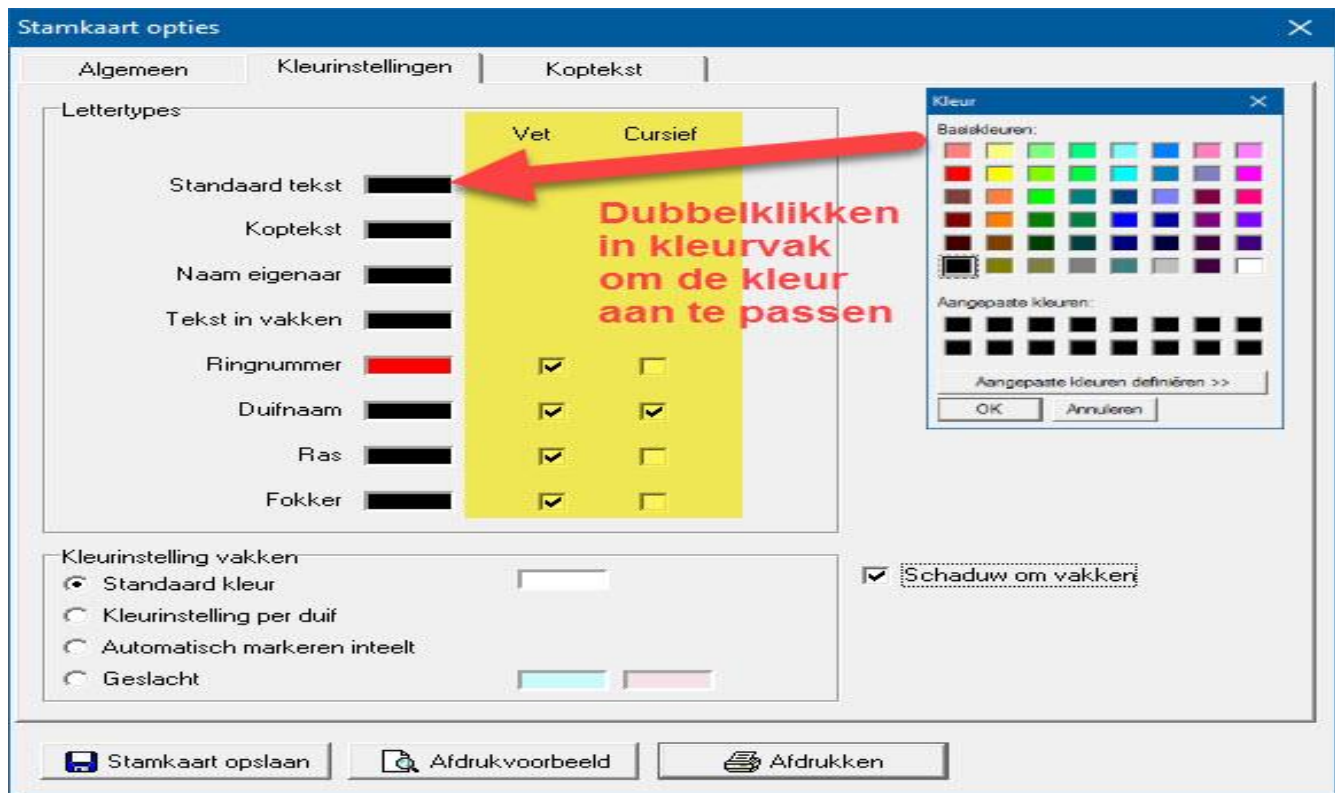 Stamkaart opties
Algemeen
Kleurinstellingen
Koptekst
Lettertypes
Vet
Cursief
Standaard tekst
Koptekst
Naam eigenaar
Tekst in vakken
Ringnummer
Duifnaam
Ras
Fokker
Dubbelklikken
in kleurvak
om de kleur
aan te passen
Kleur
Basiskleuren:
Aangepaste kleuren:
Aangepaste kleuren definiëren >>
OK
Annuleren
Kleurinstelling vakken
Standaard kleur
Kleurinstelling per duif
Automatisch markeren inteelt
Geslacht
Schaduw om vakken
Stamkaart opslaan
Afdrukvoorbeeld
Afdrukken